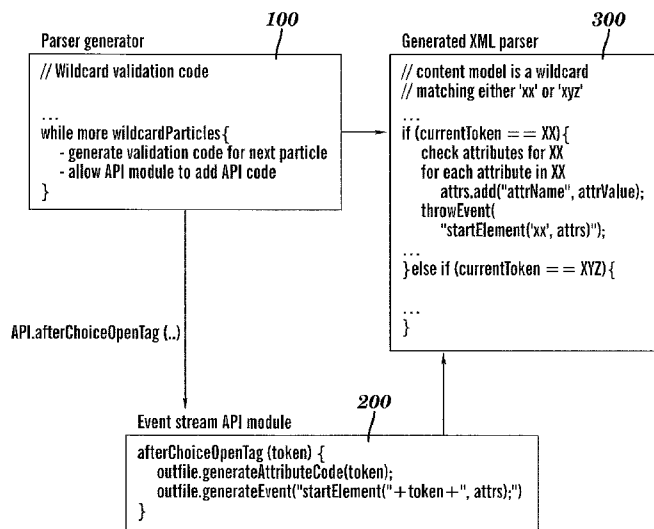 100
Parser generator
// Wildcard validation code
...
while more wildcardParticles{
- generate validation code for next particle
- allow API module to add API code
}
300
Generated XML parser
// content model is a wildcard
// matching either 'xx' or 'xyz'
...
if (currentToken == XX){
check attributes for XX
for each attribute in XX
attrs.add("attrName", attrValue);
throwEvent(
"startElement('xx', attrs)");
...
}else if (currentToken == XYZ){
...
}
API.afterChoiceOpenTag (..)
200
Event stream API module
afterChoiceOpenTag (token) {
outfile.generateAttributeCode(token);
outfile.generateEvent("startElement("+token+", attrs);")
}